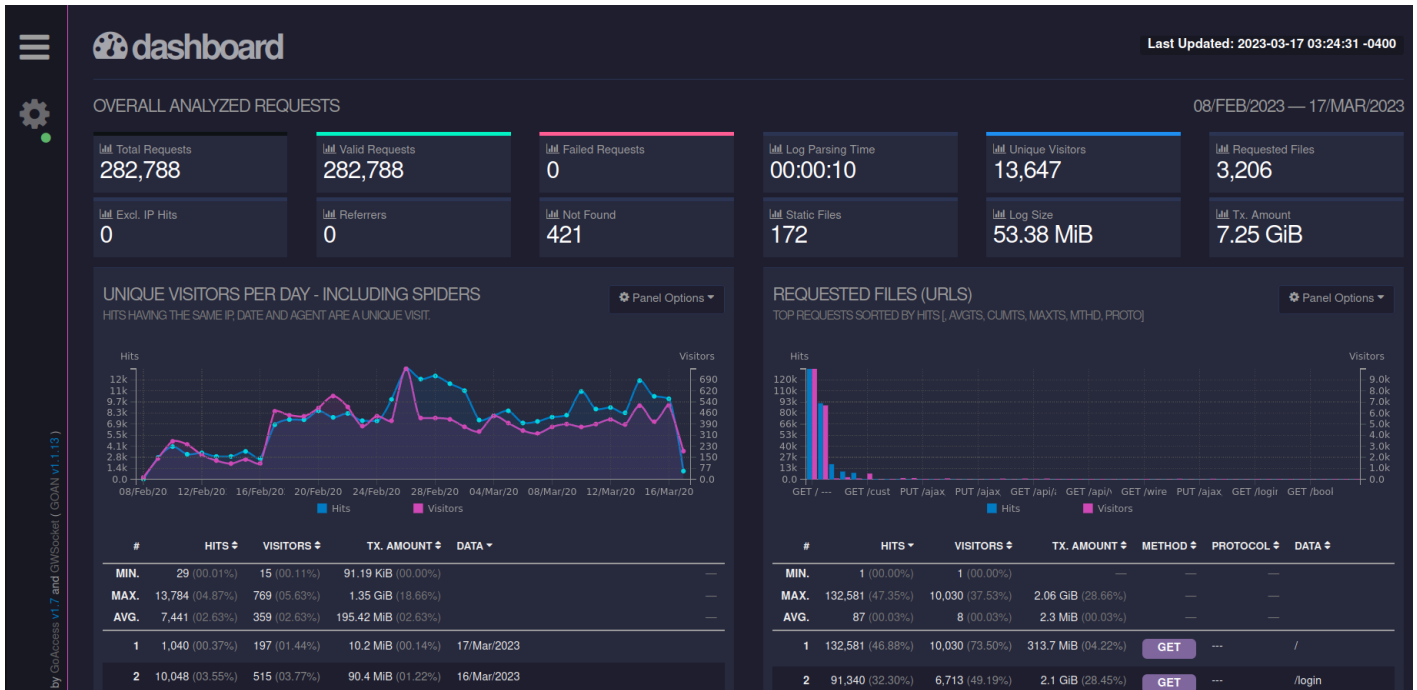 dashboard
Last Updated: 2023-03-17 03:24:31 -0400
OVERALL ANALYZED REQUESTS
08/FEB/2023 — 17/MAR/2023
Total Requests
282,788
Valid Requests
282,788
Failed Requests
0
Log Parsing Time
00:00:10
Unique Visitors
13,647
Requested Files
3,206
Excl. IP Hits
0
Referrers
0
Not Found
421
Static Files
172
Log Size
53.38 MiB
Tx. Amount
7.25 GiB
UNIQUE VISITORS PER DAY - INCLUDING SPIDERS
Panel Options
HITS HAVING THE SAME IP, DATE AND AGENT ARE A UNIQUE VISIT.
Hits Visitors
12k 690
11k 620
9.7k 540
8.3k 460
6.9k 390
5.5k 310
4.1k 230
2.8k 150
1.4k 77
0.0 0.0
08/Feb/20 12/Feb/20 16/Feb/20 20/Feb/20 24/Feb/20 28/Feb/20 04/Mar/20 08/Mar/20 12/Mar/20 16/Mar/20
Hits Visitors
# HITS VISITORS TX. AMOUNT DATA
MIN. 29 (00.01%) 15 (00.11%) 91.19 KiB (00.00%) —
MAX. 13,784 (04.87%) 769 (05.63%) 1.35 GiB (18.66%) —
AVG. 7,441 (02.63%) 359 (02.63%) 195.42 MiB (02.63%) —
1 1,040 (00.37%) 197 (01.44%) 10.2 MiB (00.14%) 17/Mar/2023
2 10,048 (03.55%) 515 (03.77%) 90.4 MiB (01.22%) 16/Mar/2023
REQUESTED FILES (URLS)
Panel Options
TOP REQUESTS SORTED BY HITS [, AVGTS, CUMTS, MAXTS, MTHD, PROTO]
Hits Visitors
120k 9.0k
110k 8.0k
93k 7.0k
80k 6.0k
66k 5.0k
53k 4.0k
40k 3.0k
27k 2.0k
13k 1.0k
0.0 0.0
GET / --- GET /cust PUT /ajax PUT /ajax GET /api/ GET /api/ GET /wire PUT /ajax GET /login GET /bool
Hits Visitors
# HITS VISITORS TX. AMOUNT METHOD PROTOCOL DATA
MIN. 1 (00.00%) 1 (00.00%) — — —
MAX. 132,581 (47.35%) 10,030 (37.53%) 2.06 GiB (28.66%) — —
AVG. 87 (00.03%) 8 (00.03%) 2.3 MiB (00.03%) — —
1 132,581 (46.88%) 10,030 (73.50%) 313.7 MiB (04.22%) GET --- /
2 91,340 (32.30%) 6,713 (49.19%) 2.1 GiB (28.45%) GET --- /login
by GoAccess v1.7 and GWSocket ( GOAN v1.1.13 )